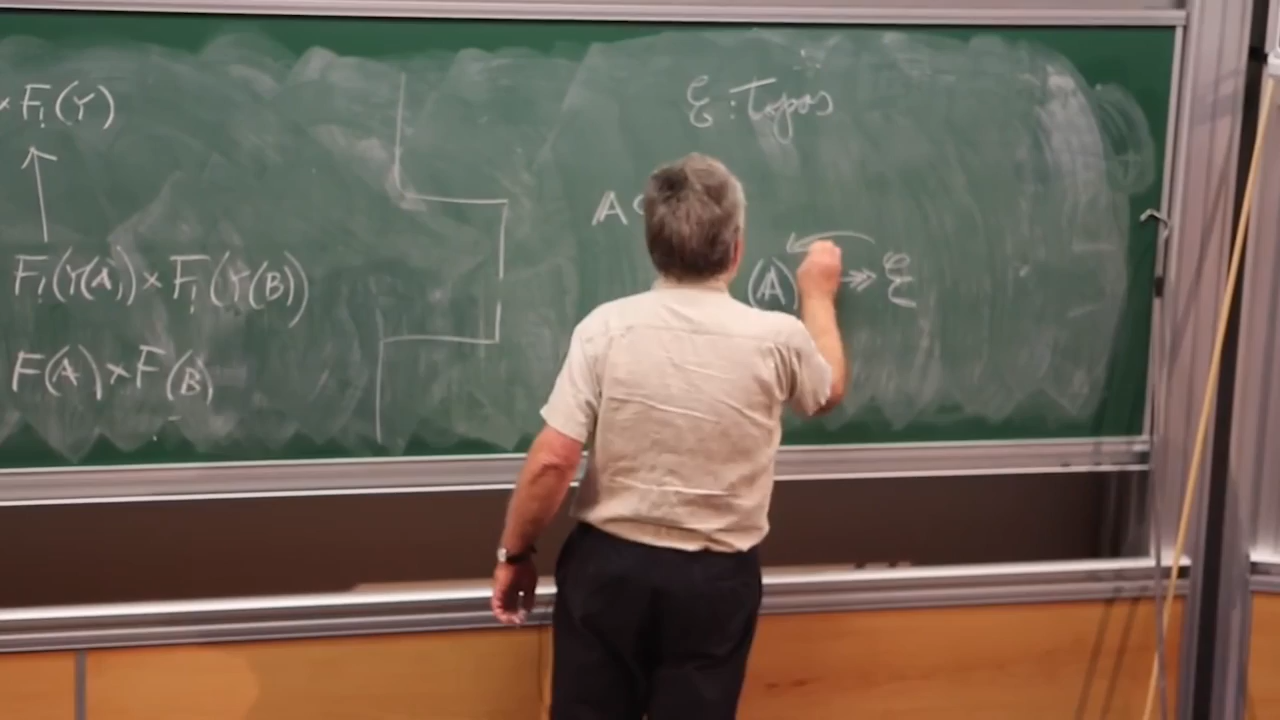 × F!(Y)
↑
F!(Y(A)) × F!(Y(B))
F(A) × F(B)
ℰ : Topos
𝔸
(𝔸) ↠ ℰ